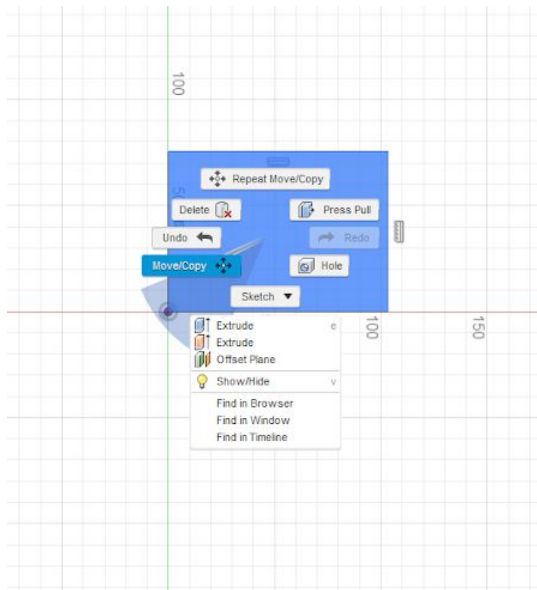 100
Repeat Move/Copy
50
Delete
Press Pull
Undo
Redo
Move/Copy
Hole
Sketch
100
150
Extrude e
Extrude
Offset Plane
Show/Hide v
Find in Browser
Find in Window
Find in Timeline